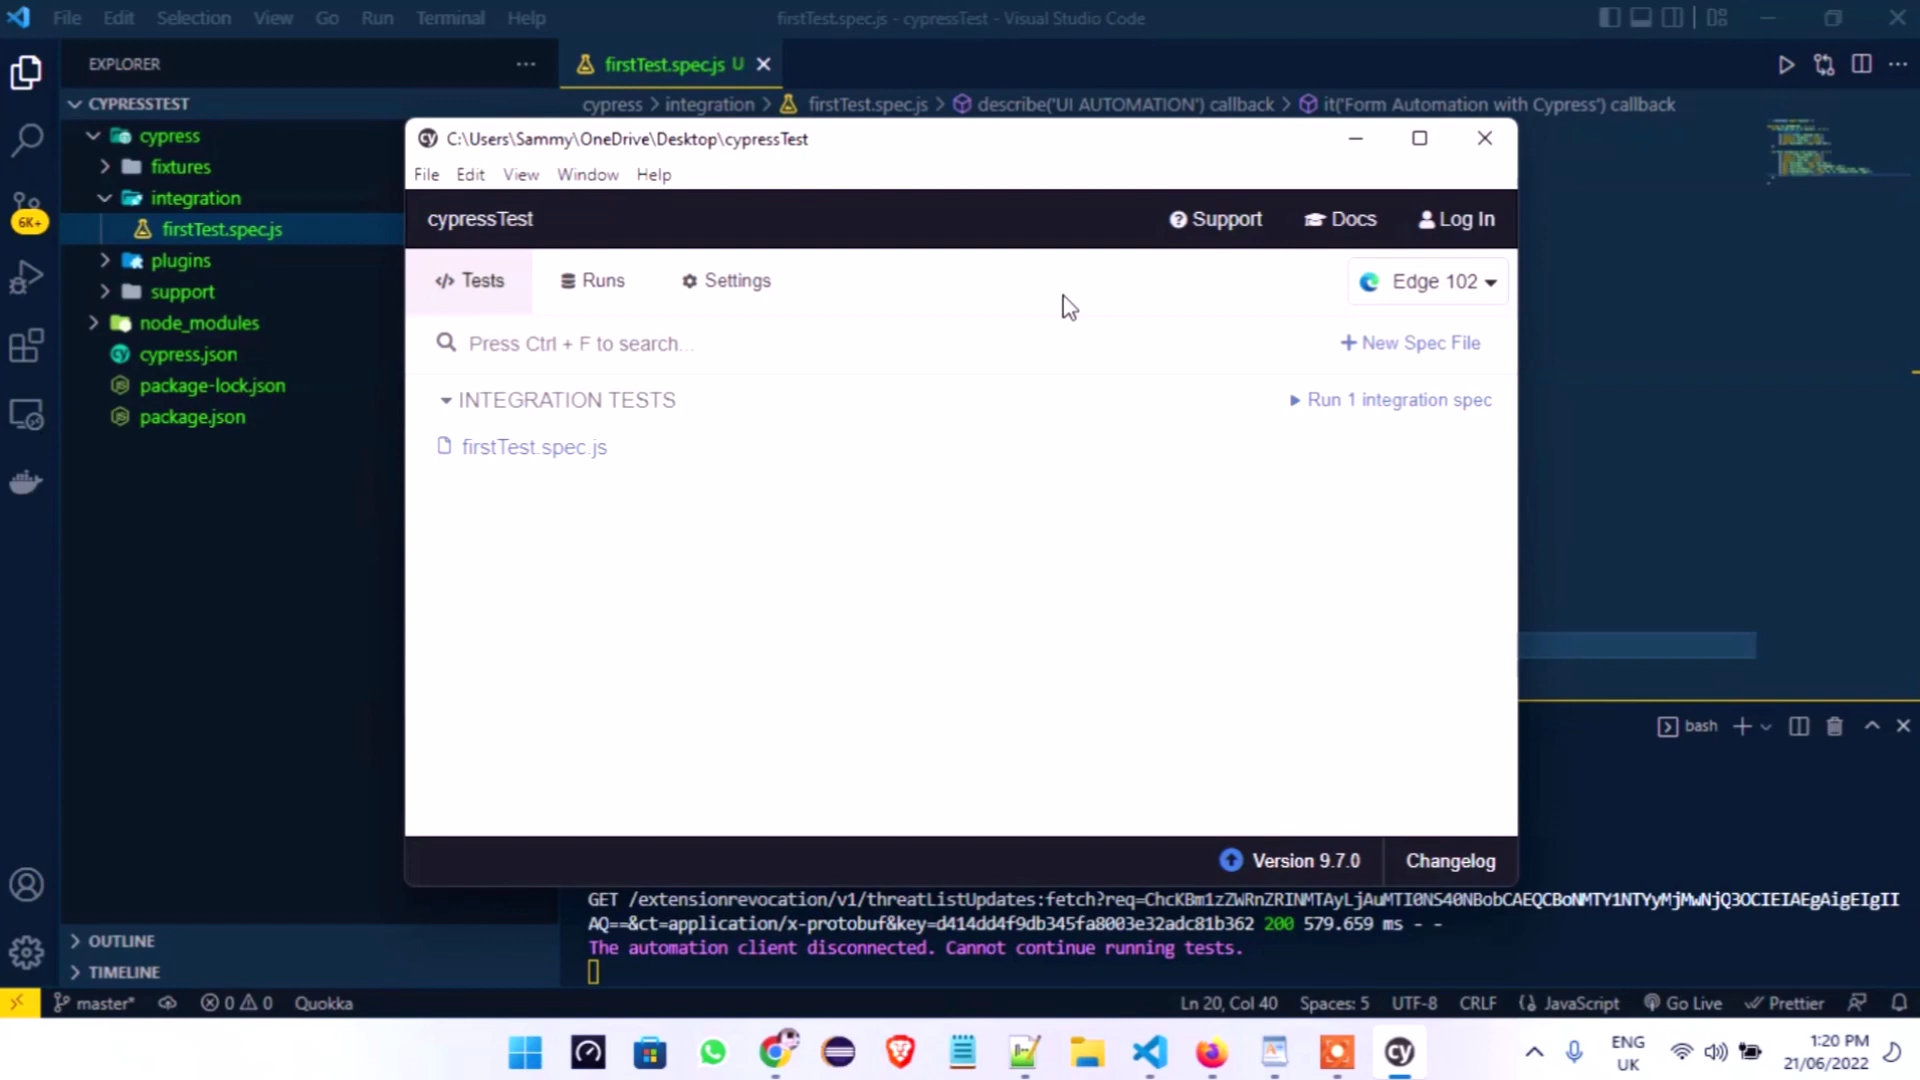 File Edit Selection View Go Run Terminal Help
firstTest.spec.js - cypressTest - Visual Studio Code
EXPLORER
firstTest.spec.js U
CYPRESSTEST
cypress > integration > firstTest.spec.js > describe('UI AUTOMATION') callback > it('Form Automation with Cypress') callback
cypress
fixtures
integration
6K+
firstTest.spec.js
plugins
support
node_modules
cypress.json
package-lock.json
package.json
C:\Users\Sammy\OneDrive\Desktop\cypressTest
File Edit View Window Help
cypressTest
Support Docs Log In
Tests Runs Settings
Edge 102
Press Ctrl + F to search...
+ New Spec File
INTEGRATION TESTS
Run 1 integration spec
firstTest.spec.js
Version 9.7.0
Changelog
bash
GET /extensionrevocation/v1/threatListUpdates:fetch?req=ChcKBm1zZWRnZRINMTAyLjAuMTI0NS40NBobCAEQCBoNMTY1NTYyMjMwNjQ3OCIEIAEgAigEIgII
AQ==&ct=application/x-protobuf&key=d414dd4f9db345fa8003e32adc81b362 200 579.659 ms - -
The automation client disconnected. Cannot continue running tests.
OUTLINE
TIMELINE
master* 0 0 Quokka
Ln 20, Col 40 Spaces: 5 UTF-8 CRLF JavaScript Go Live Prettier
cy
ENG
UK
1:20 PM
21/06/2022